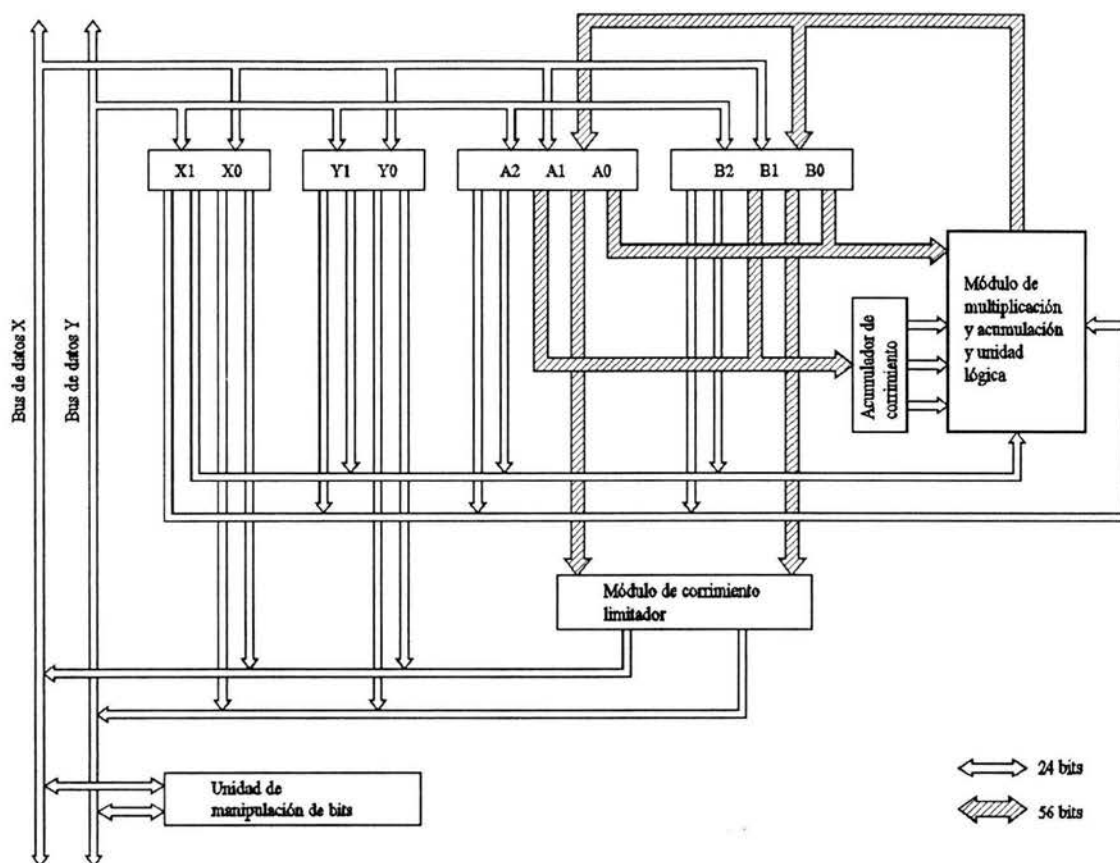 X1 X0
Y1 Y0
A2 A1 A0
B2 B1 B0
Bus de datos X
Bus de datos Y
Módulo de
multiplicación
y acumulación
y unidad
lógica
Acumulador de
corrimiento
Módulo de corrimiento
limitador
Unidad de
manipulación de bits
24 bits
56 bits